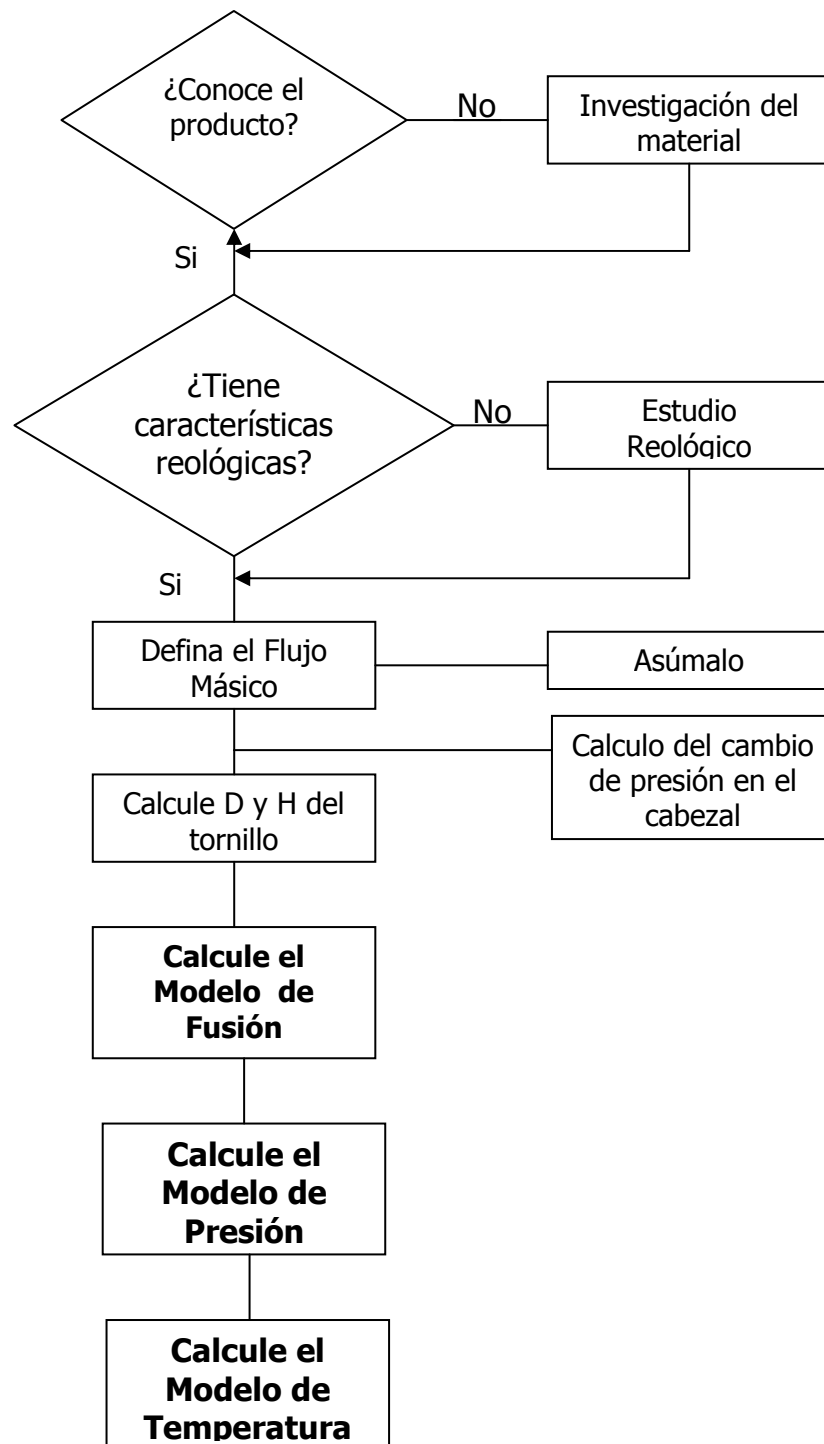 ¿Conoce el
producto?
No
Investigación del
material
Si
¿Tiene
características
reológicas?
No
Estudio
Reológico
Si
Defina el Flujo
Másico
Asúmalo
Calculo del cambio
de presión en el
cabezal
Calcule D y H del
tornillo
Calcule el
Modelo de
Fusión
Calcule el
Modelo de
Presión
Calcule el
Modelo de
Temperatura